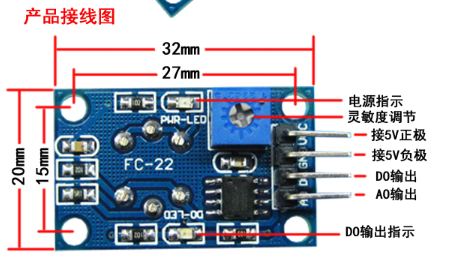 产品接线图
32mm
27mm
电源指示
灵敏度调节
PWR-LED
接5V正极
FC-22
接5V负极
20mm
15mm
DO输出
AO输出
DO-LED
DO输出指示